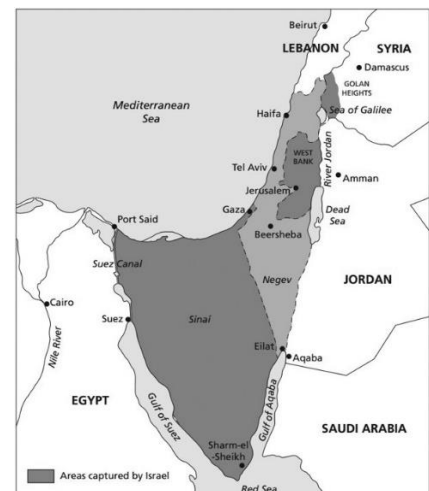 Beirut
LEBANON
SYRIA
Damascus
GOLAN
HEIGHTS
Mediterranean
Sea
Haifa
Sea of Galilee
WEST
BANK
River Jordan
Tel Aviv
Jerusalem
Amman
Gaza
Dead
Sea
Port Said
Beersheba
Suez Canal
Negev
JORDAN
Cairo
Suez
Sinai
Nile River
Eilat
Aqaba
EGYPT
Gulf of Suez
Gulf of Aqaba
SAUDI ARABIA
Sharm-el
-Sheikh
Areas captured by Israel
Red Sea